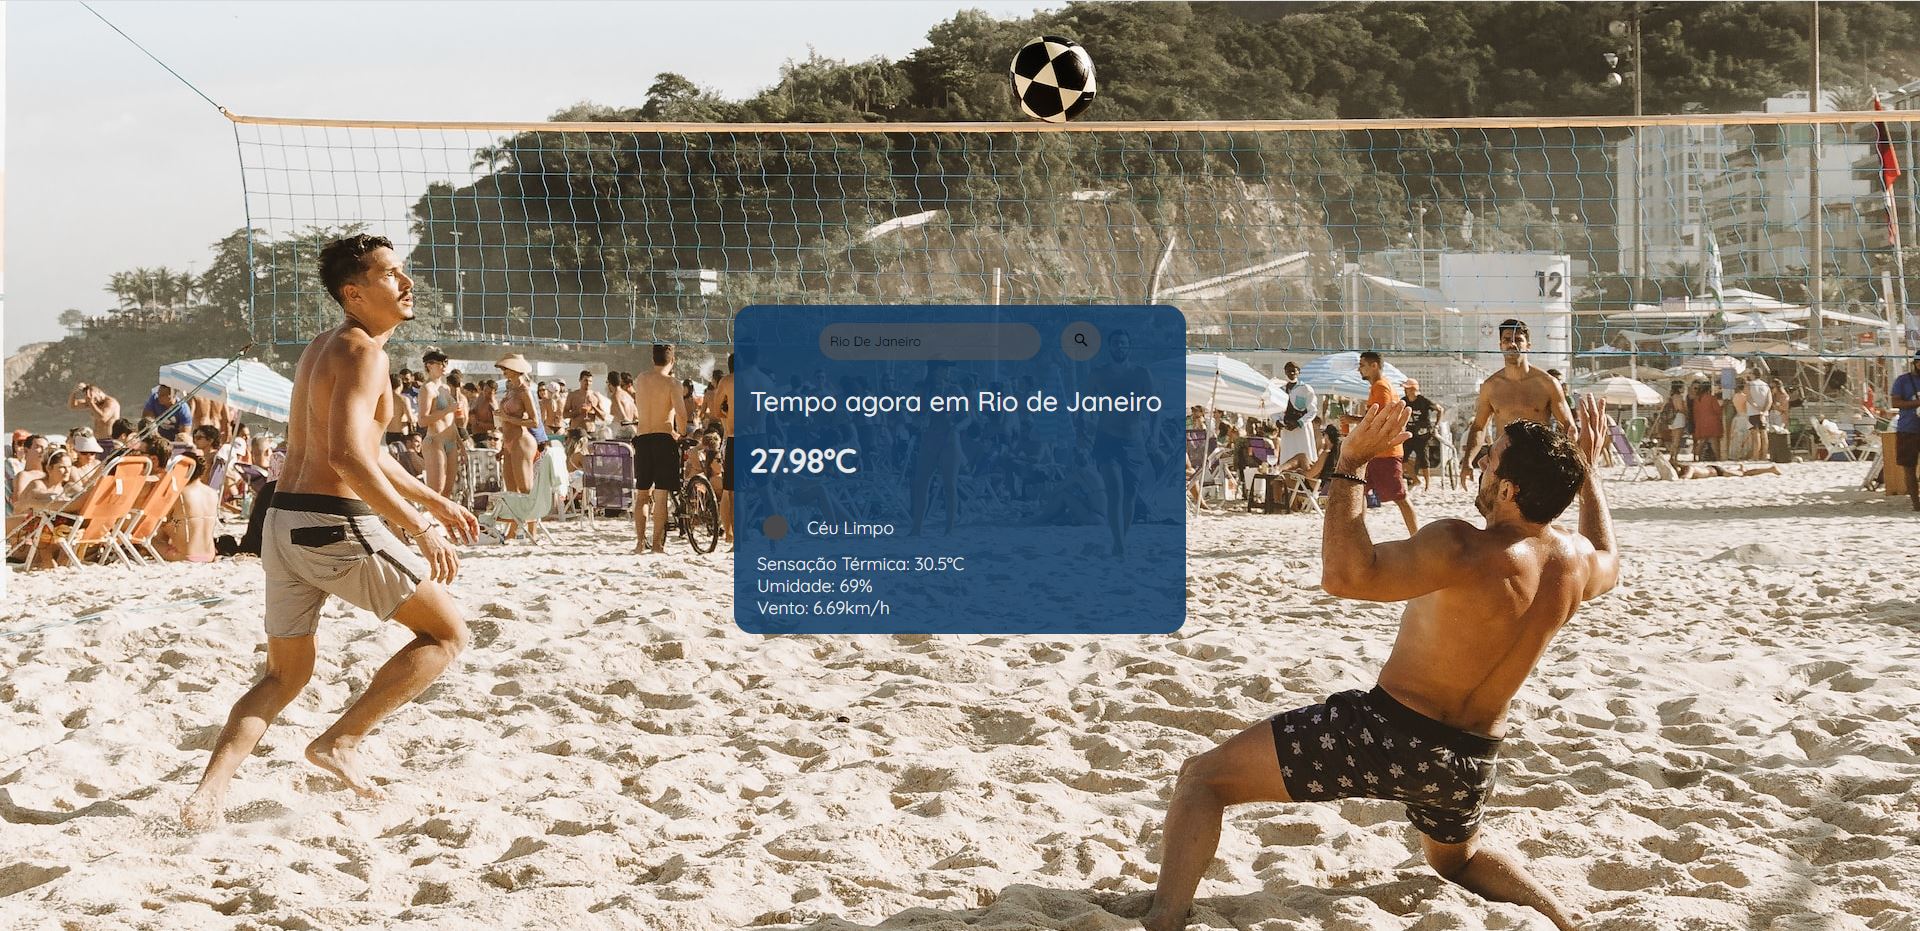 12
Rio De Janeiro
Tempo agora em Rio de Janeiro
27.98°C
Céu Limpo
Sensação Térmica: 30.5°C
Umidade: 69%
Vento: 6.69km/h